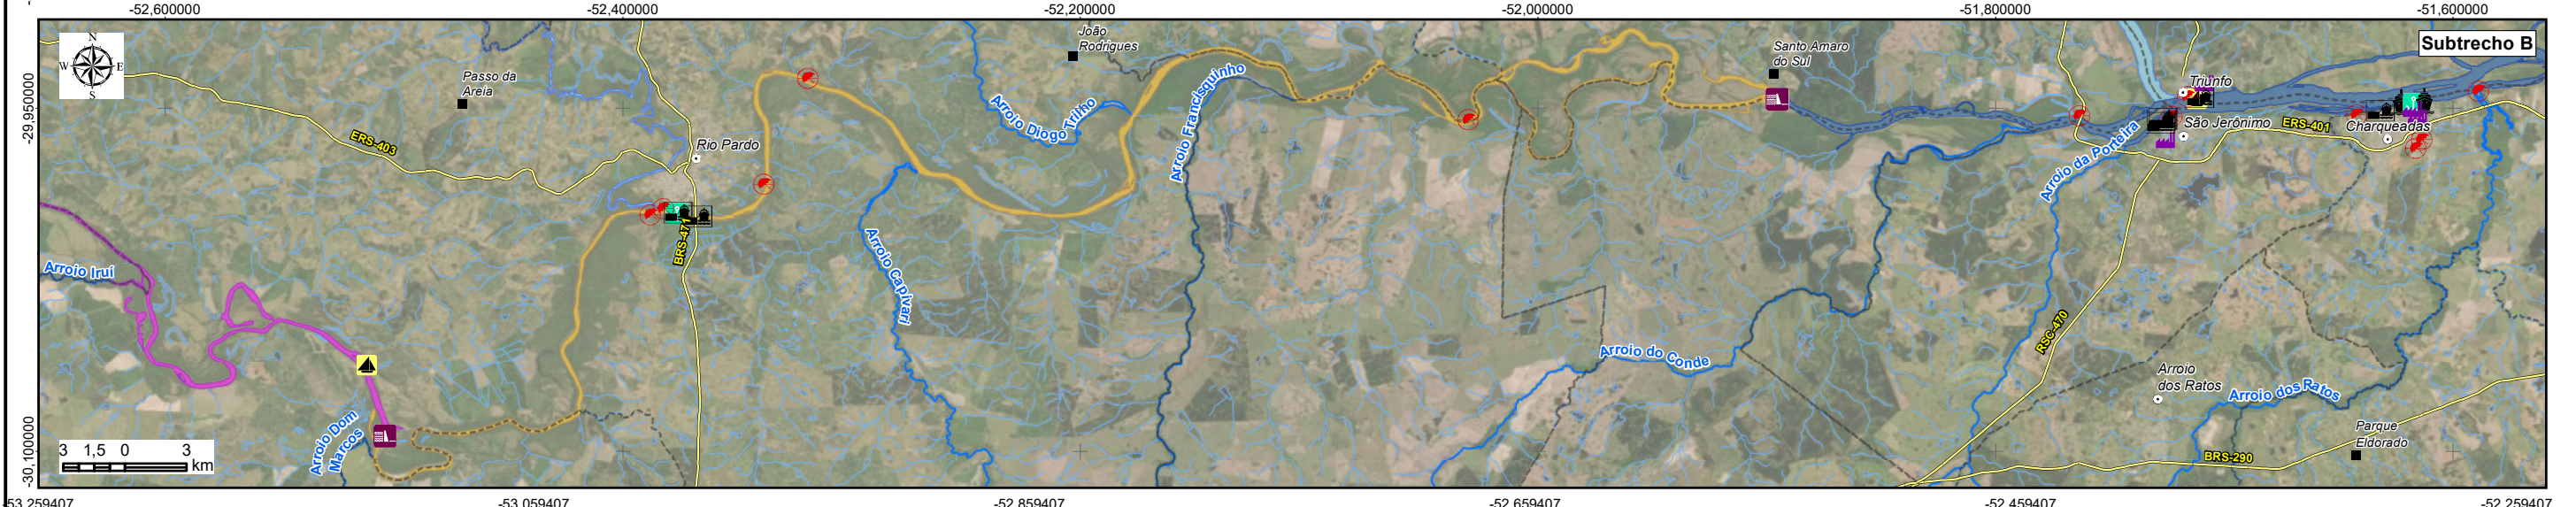 -52,600000
-52,400000
-52,200000
-52,000000
-51,800000
-51,600000
Subtrecho B
N
W
E
S
João
Rodrigues
Santo Amaro
do Sul
Passo da
Areia
Triunfo
-29,950000
Arroio Diogo Trilho
Arroio Francisquinho
ERS-403
Rio Pardo
Arroio da Porteira
São Jerônimo
ERS-401
Charqueadas
BRS-471
Arroio Iruí
Arroio Capivari
RSC-470
Arroio do Conde
Arroio
dos Ratos
Arroio dos Ratos
Arroio Dom
Marcos
Parque
Eldorado
BRS-290
3 1,5 0 3
km
-30,100000
-53,259407
-53,059407
-52,859407
-52,659407
-52,459407
-52,259407